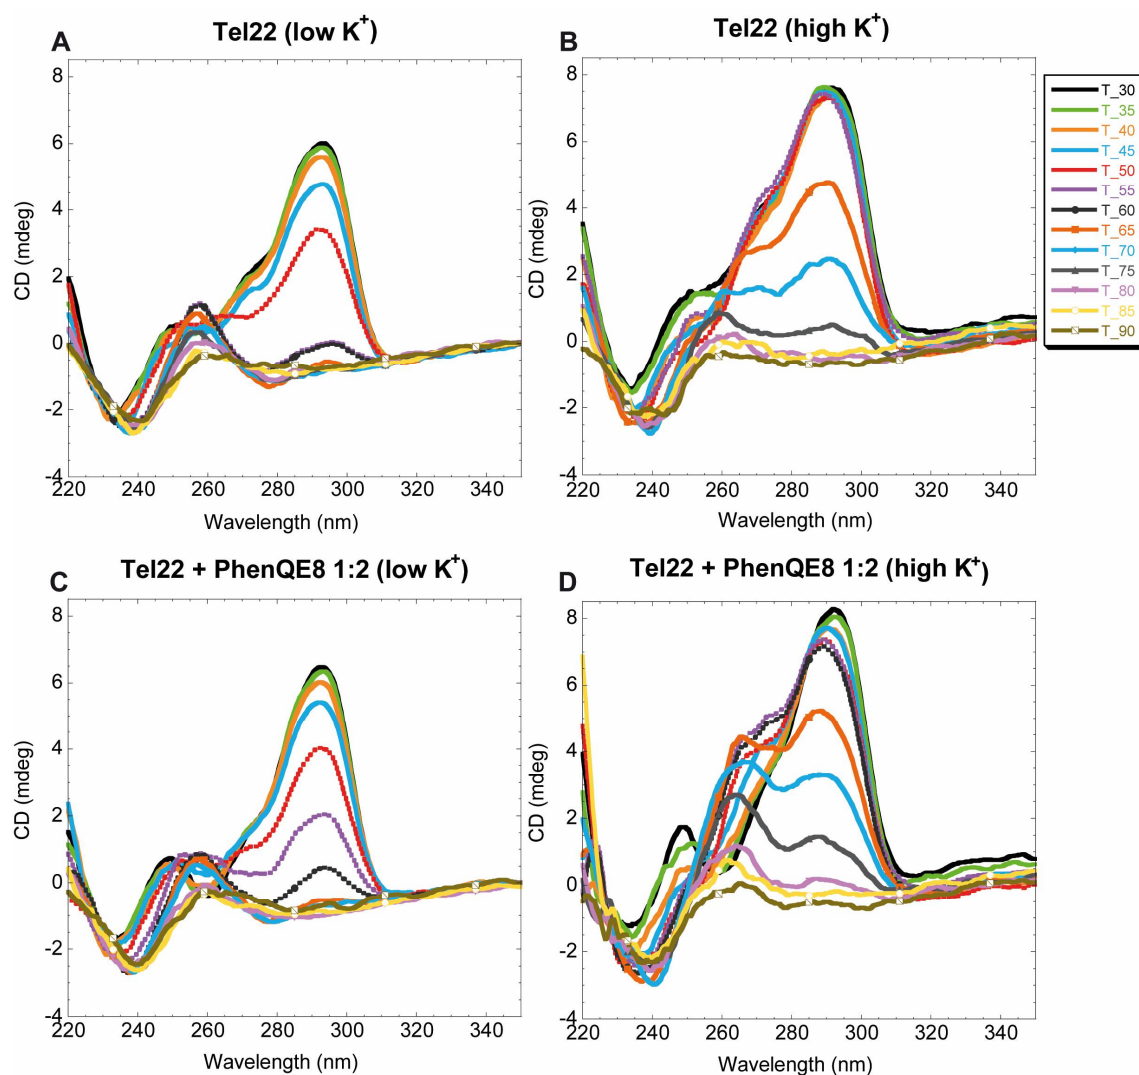 A
Tel22 (low K+)
B
Tel22 (high K+)
8
6
4
2
0
-2
-4
CD (mdeg)
220 240 260 280 300 320 340
Wavelength (nm)
8
6
4
2
0
-2
-4
CD (mdeg)
220 240 260 280 300 320 340
Wavelength (nm)
T_30
T_35
T_40
T_45
T_50
T_55
T_60
T_65
T_70
T_75
T_80
T_85
T_90
C
Tel22 + PhenQE8 1:2 (low K+)
D
Tel22 + PhenQE8 1:2 (high K+)
8
6
4
2
0
-2
-4
CD (mdeg)
220 240 260 280 300 320 340
Wavelength (nm)
8
6
4
2
0
-2
-4
CD (mdeg)
220 240 260 280 300 320 340
Wavelength (nm)